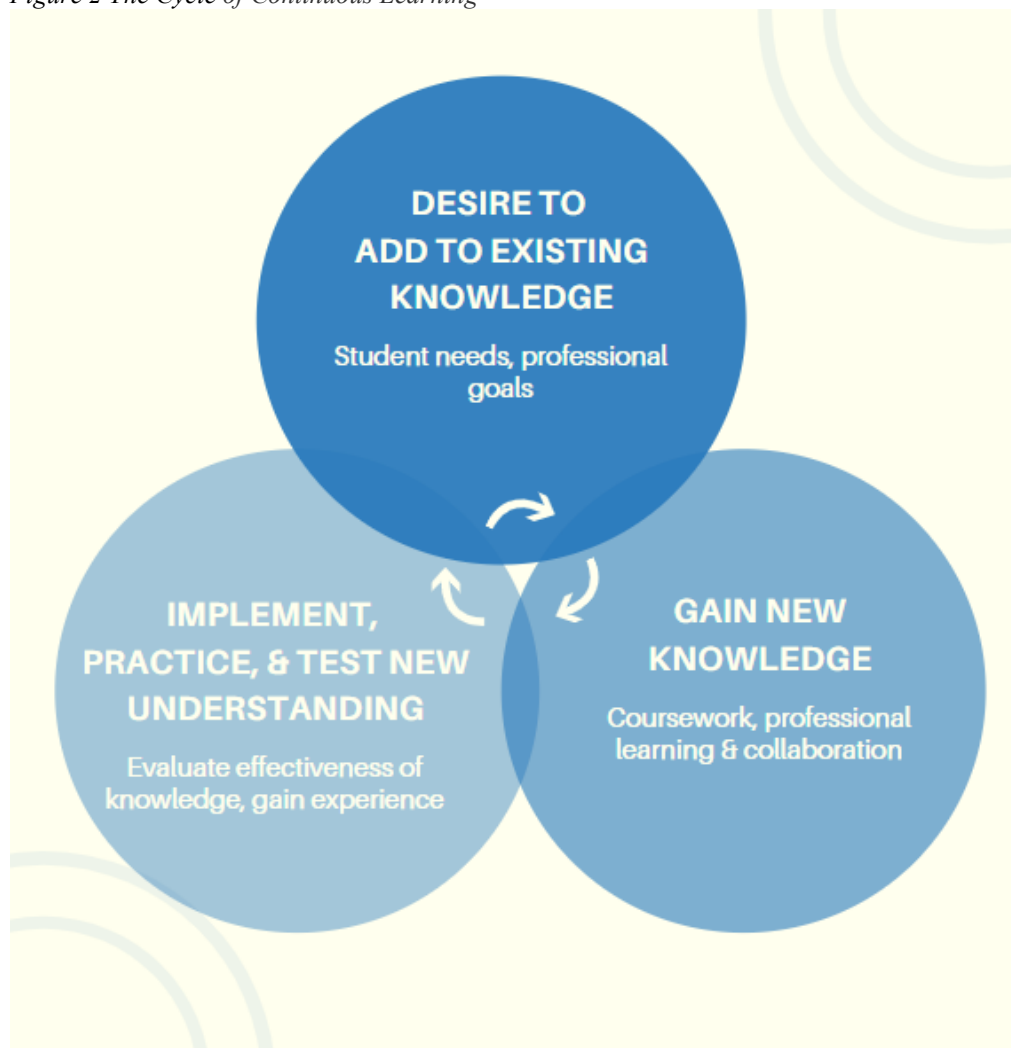 Figure 2 The Cycle of Continuous Learning
DESIRE TO
ADD TO EXISTING
KNOWLEDGE
Student needs, professional
goals
IMPLEMENT,
PRACTICE, & TEST NEW
UNDERSTANDING
Evaluate effectiveness of
knowledge, gain experience
GAIN NEW
KNOWLEDGE
Coursework, professional
learning & collaboration